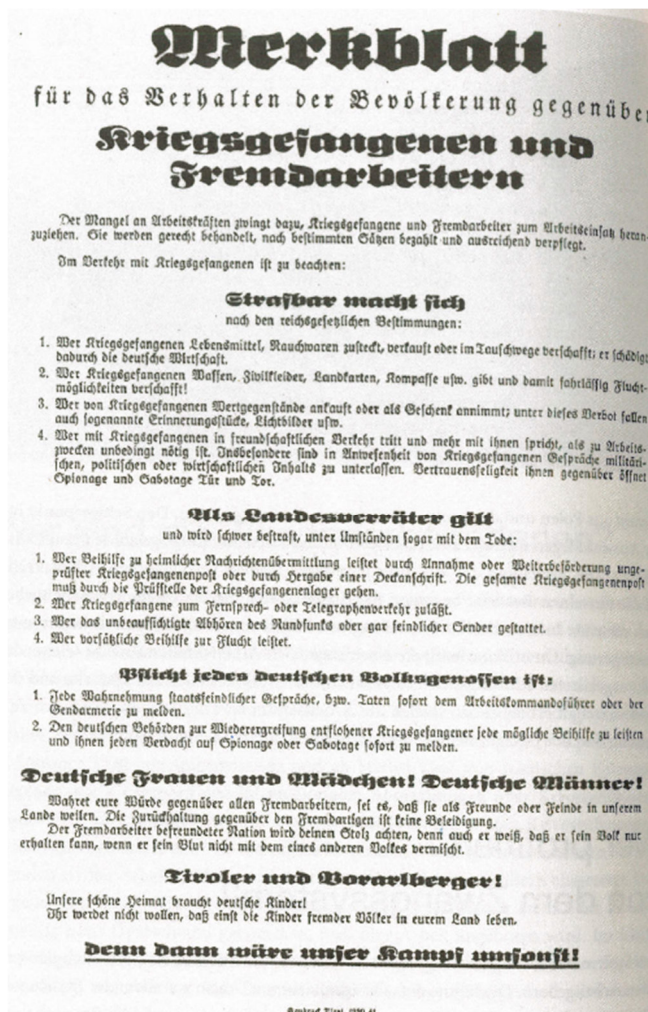 Merkblatt
für das Verhalten der Bevölkerung gegenüber
Kriegsgefangenen und
Fremdarbeitern
Der Mangel an Arbeitskräften zwingt dazu, Kriegsgefangene und Fremdarbeiter zum Arbeitseinsatz heran-
zuziehen. Sie werden gerecht behandelt, nach bestimmten Sätzen bezahlt und ausreichend verpflegt.
Im Verkehr mit Kriegsgefangenen ist zu beachten:
Strafbar macht sich
nach den reichsgesetzlichen Bestimmungen:
1. Wer Kriegsgefangenen Lebensmittel, Rauchwaren zusteckt, verkauft oder im Tauschwege verschafft; er schädigt
dadurch die deutsche Wirtschaft.
2. Wer Kriegsgefangenen Waffen, Zivilkleider, Landkarten, Kompasse usw. gibt und damit fahrlässig Flucht-
möglichkeiten verschafft!
3. Wer von Kriegsgefangenen Wertgegenstände ankauft oder als Geschenk annimmt; unter dieses Verbot fallen
auch sogenannte Erinnerungsstücke, Lichtbilder usw.
4. Wer mit Kriegsgefangenen in freundschaftlichen Verkehr tritt und mehr mit ihnen spricht, als zu Arbeits-
zwecken unbedingt nötig ist. Insbesondere sind in Anwesenheit von Kriegsgefangenen Gespräche militäri-
schen, politischen oder wirtschaftlichen Inhalts zu unterlassen. Vertrauensseligkeit ihnen gegenüber öffnet
Spionage und Sabotage Tür und Tor.
Als Landesverräter gilt
und wird schwer bestraft, unter Umständen sogar mit dem Tode:
1. Wer Beihilfe zu heimlicher Nachrichtenübermittlung leistet durch Annahme oder Weiterbeförderung unge-
prüfter Kriegsgefangenenpost oder durch Hergabe einer Deckanschrift. Die gesamte Kriegsgefangenenpost
muß durch die Prüfstelle der Kriegsgefangenenlager gehen.
2. Wer Kriegsgefangene zum Fernsprech- oder Telegraphenverkehr zuläßt.
3. Wer das unbeaufsichtigte Abhören des Rundfunks oder gar feindlicher Sender gestattet.
4. Wer vorsätzliche Beihilfe zur Flucht leistet.
Pflicht jedes deutschen Volksgenossen ist:
1. Jede Wahrnehmung staatsfeindlicher Gespräche, bzw. Taten sofort dem Arbeitskommandoführer oder der
Gendarmerie zu melden.
2. Den deutschen Behörden zur Wiederergreifung entflohener Kriegsgefangener jede mögliche Beihilfe zu leisten
und ihnen jeden Verdacht auf Spionage oder Sabotage sofort zu melden.
Deutsche Frauen und Mädchen! Deutsche Männer!
Wahret eure Würde gegenüber allen Fremdarbeitern, sei es, daß sie als Freunde oder Feinde in unserem
Lande weilen. Die Zurückhaltung gegenüber den Fremdartigen ist keine Beleidigung.
Der Fremdarbeiter befreundeter Nation wird deinen Stolz achten, denn auch er weiß, daß er sein Volk nur
erhalten kann, wenn er sein Blut nicht mit dem eines anderen Volkes vermischt.
Tiroler und Vorarlberger!
Unsere schöne Heimat braucht deutsche Kinder!
Ihr werdet nicht wollen, daß einst die Kinder fremder Völker in eurem Land leben.
denn dann wäre unser Kampf umsonst!